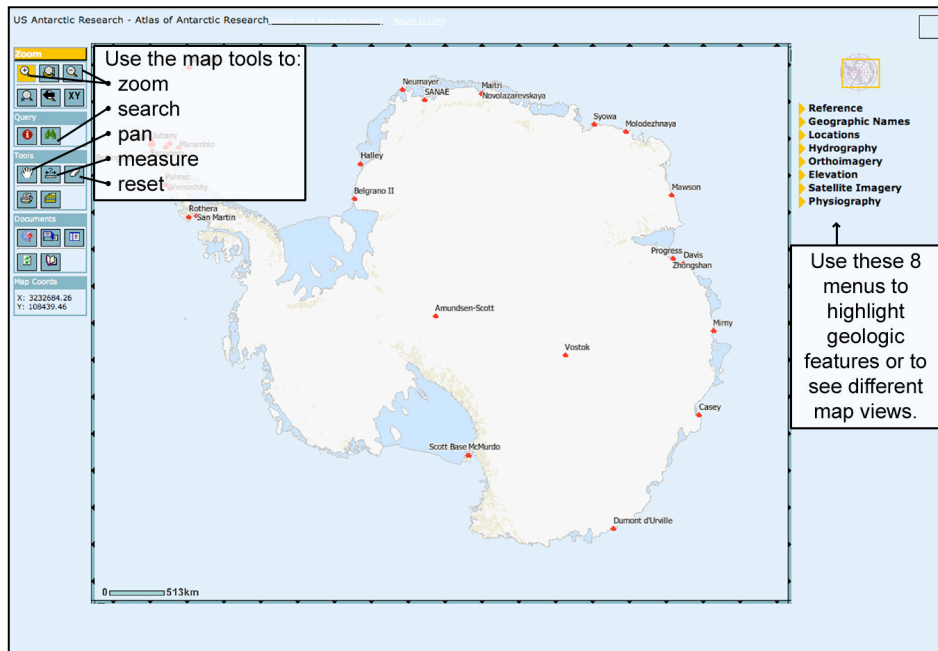 US Antarctic Research - Atlas of Antarctic Research
Zoom
Use the map tools to:
zoom
search
pan
measure
reset
XY
Query
Tools
Documents
Map Coords
X: 3232684.26
Y: 108439.46
Marambio
Palmer
Vernadsky
Rothera
San Martin
Neumayer
SANAE
Maitri
Novolazarevskaya
Syowa
Molodezhnaya
Halley
Belgrano II
Mawson
Progress
Davis
Zhongshan
Amundsen-Scott
Mirny
Vostok
Casey
Scott Base
McMurdo
Dumont d'Urville
0
513km
Reference
Geographic Names
Locations
Hydrography
Orthoimagery
Elevation
Satellite Imagery
Physiography
Use these 8
menus to
highlight
geologic
features or to
see different
map views.